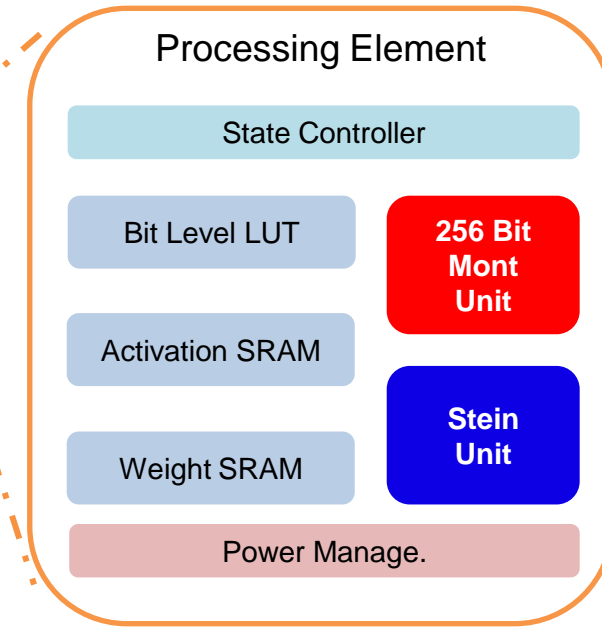 Processing Element
State Controller
Bit Level LUT
256 Bit
Mont
Unit
Activation SRAM
Stein
Unit
Weight SRAM
Power Manage.